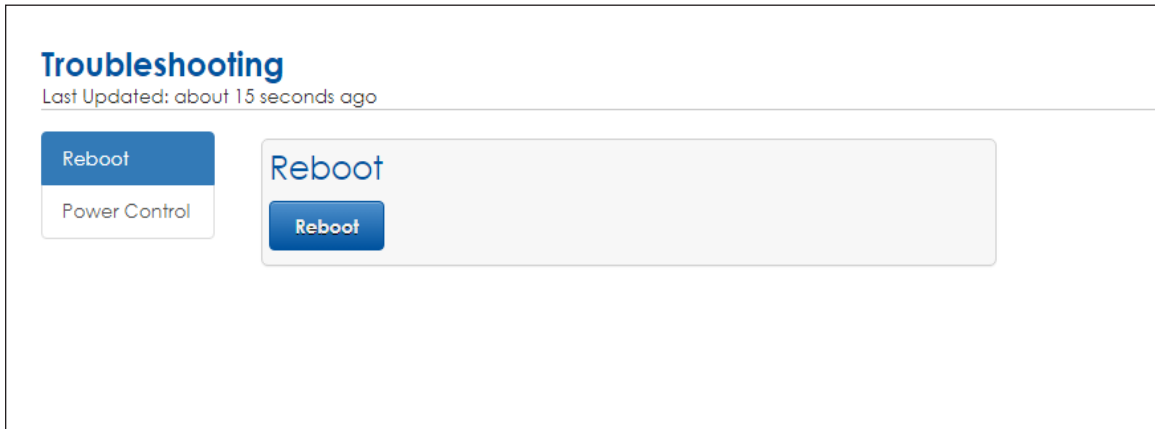 Troubleshooting
Last Updated: about 15 seconds ago
Reboot
Power Control
Reboot
Reboot